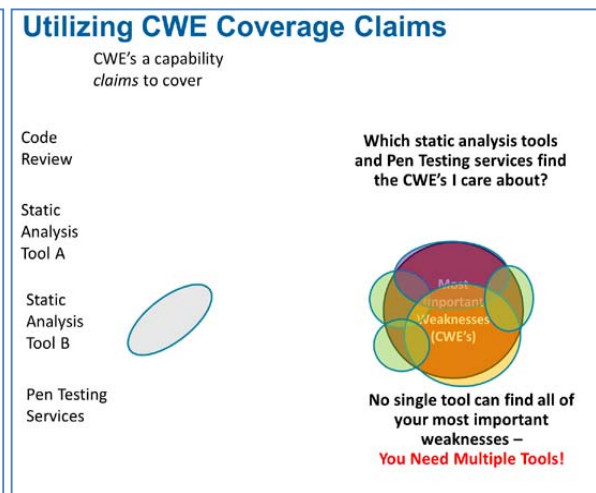 Utilizing CWE Coverage Claims
CWE's a capability
claims to cover
Code
Review
Static
Analysis
Tool A
Static
Analysis
Tool B
Pen Testing
Services
Which static analysis tools
and Pen Testing services find
the CWE's I care about?
Most
Important
Weaknesses
(CWE's)
No single tool can find all of
your most important
weaknesses –
You Need Multiple Tools!